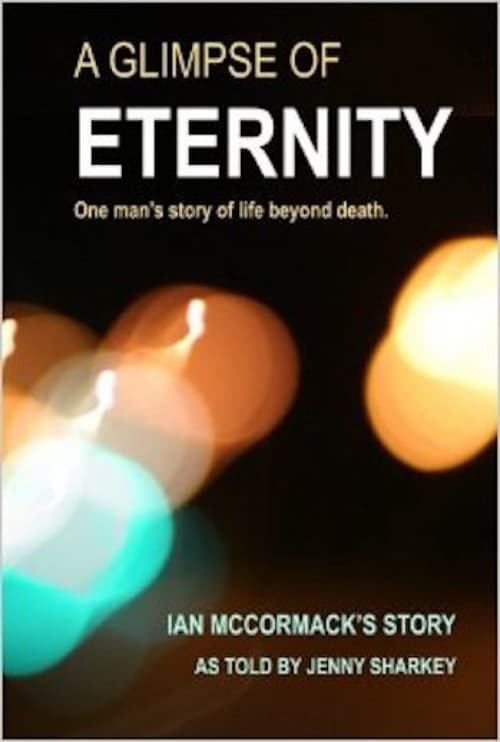 A GLIMPSE OF
ETERNITY
One man's story of life beyond death.
IAN MCCORMACK'S STORY
AS TOLD BY JENNY SHARKEY